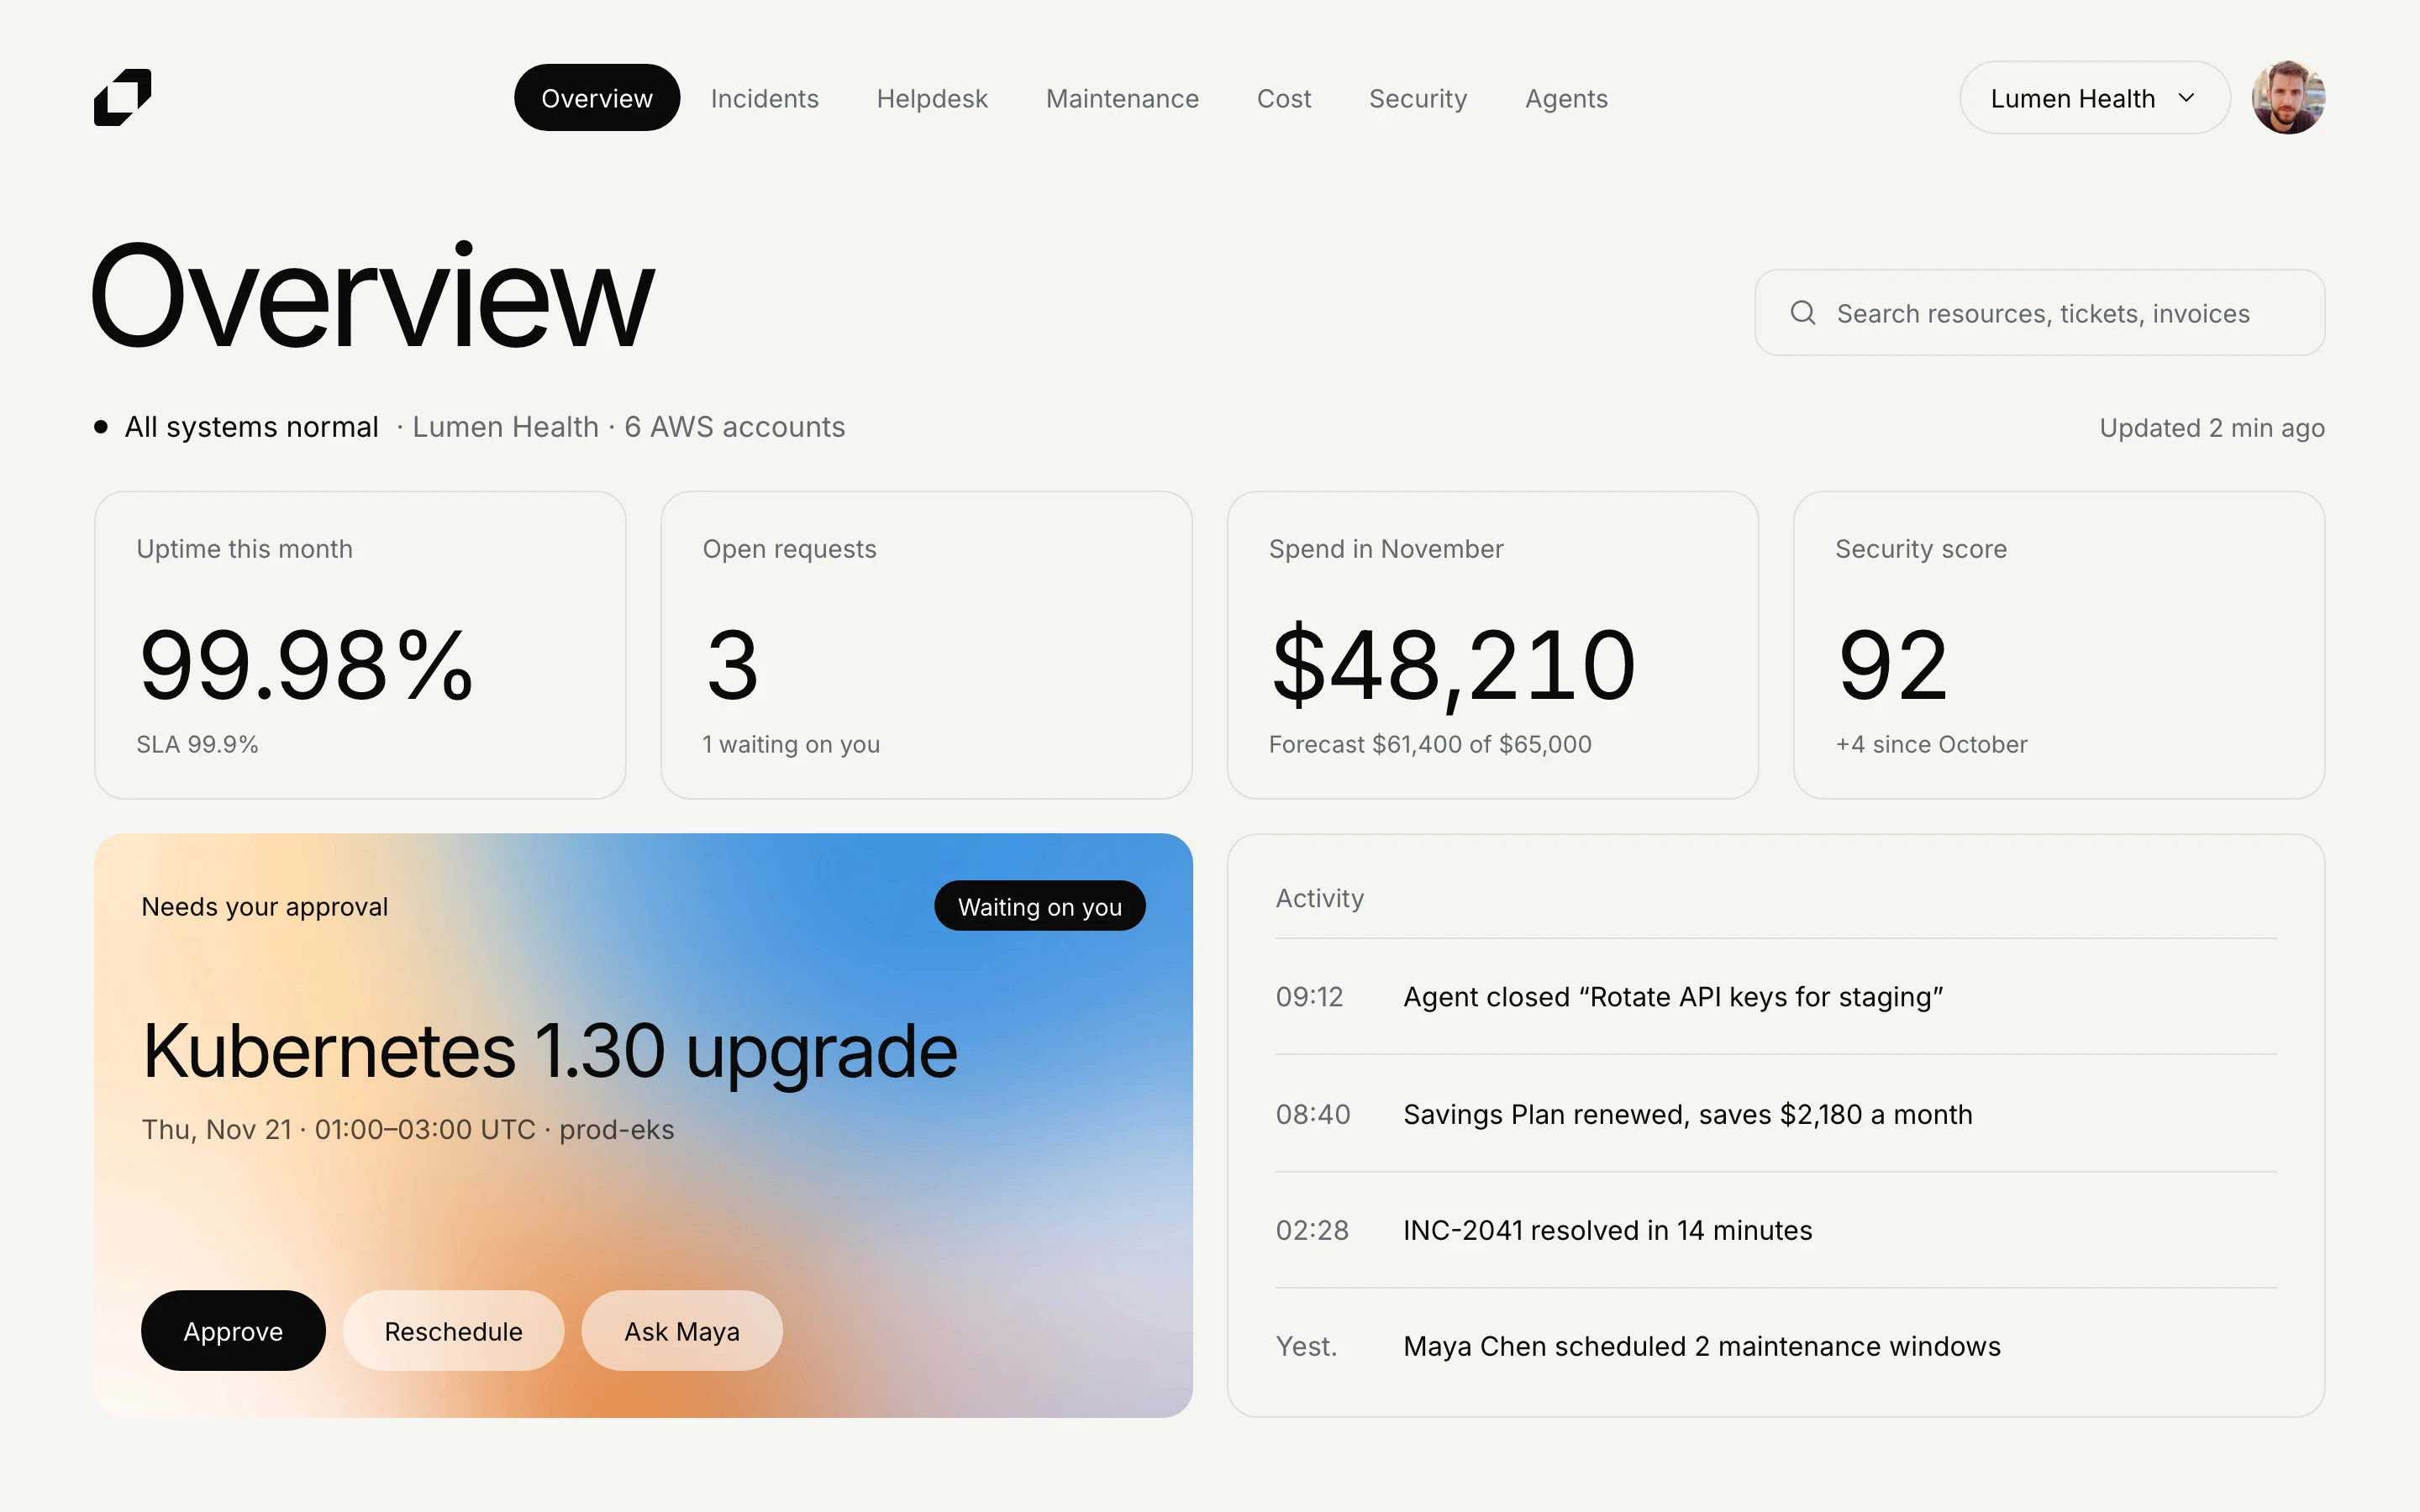 Overview
Incidents
Helpdesk
Maintenance
Cost
Security
Agents
Lumen Health
Overview
Search resources, tickets, invoices
All systems normal · Lumen Health · 6 AWS accounts
Updated 2 min ago
Uptime this month
99.98%
SLA 99.9%
Open requests
3
1 waiting on you
Spend in November
$48,210
Forecast $61,400 of $65,000
Security score
92
+4 since October
Needs your approval
Waiting on you
Kubernetes 1.30 upgrade
Thu, Nov 21 · 01:00–03:00 UTC · prod-eks
Approve
Reschedule
Ask Maya
Activity
09:12 Agent closed “Rotate API keys for staging”
08:40 Savings Plan renewed, saves $2,180 a month
02:28 INC-2041 resolved in 14 minutes
Yest. Maya Chen scheduled 2 maintenance windows